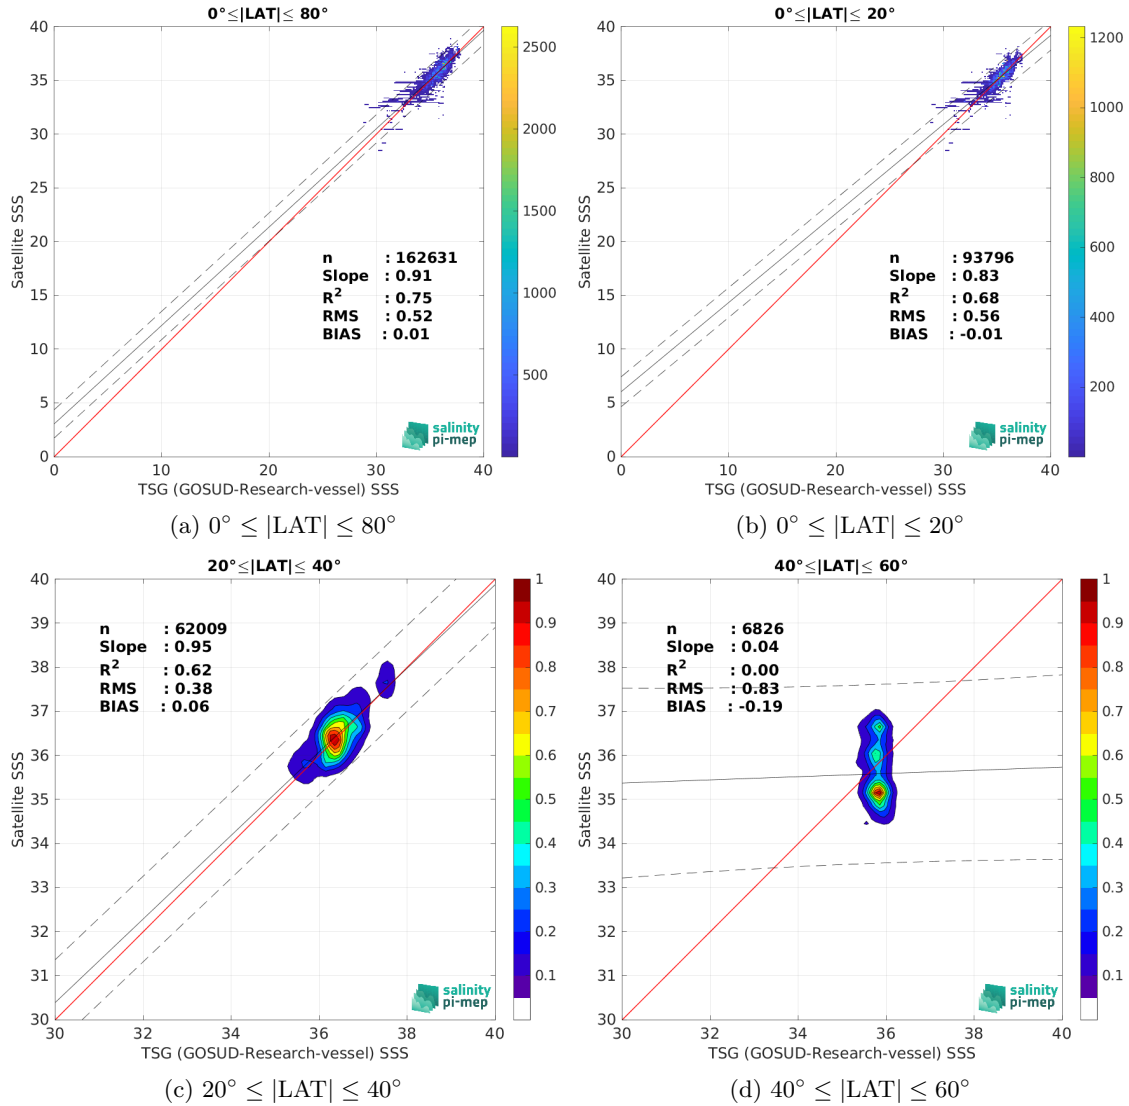 0°≤|LAT|≤ 80°
40
35
30
25
20
15
10
5
0
0
10
20
30
40
Satellite SSS
TSG (GOSUD-Research-vessel) SSS
n : 162631
Slope : 0.91
R² : 0.75
RMS : 0.52
BIAS : 0.01
salinity
pi-mep
2500
2000
1500
1000
500
(a) 0° ≤ |LAT| ≤ 80°
0°≤|LAT|≤ 20°
40
35
30
25
20
15
10
5
0
0
10
20
30
40
Satellite SSS
TSG (GOSUD-Research-vessel) SSS
n : 93796
Slope : 0.83
R² : 0.68
RMS : 0.56
BIAS : -0.01
salinity
pi-mep
1200
1000
800
600
400
200
(b) 0° ≤ |LAT| ≤ 20°
20°≤|LAT|≤ 40°
40
39
38
37
36
35
34
33
32
31
30
30
32
34
36
38
40
Satellite SSS
TSG (GOSUD-Research-vessel) SSS
n : 62009
Slope : 0.95
R² : 0.62
RMS : 0.38
BIAS : 0.06
salinity
pi-mep
1
0.9
0.8
0.7
0.6
0.5
0.4
0.3
0.2
0.1
(c) 20° ≤ |LAT| ≤ 40°
40°≤|LAT|≤ 60°
40
39
38
37
36
35
34
33
32
31
30
30
32
34
36
38
40
Satellite SSS
TSG (GOSUD-Research-vessel) SSS
n : 6826
Slope : 0.04
R² : 0.00
RMS : 0.83
BIAS : -0.19
salinity
pi-mep
1
0.9
0.8
0.7
0.6
0.5
0.4
0.3
0.2
0.1
(d) 40° ≤ |LAT| ≤ 60°